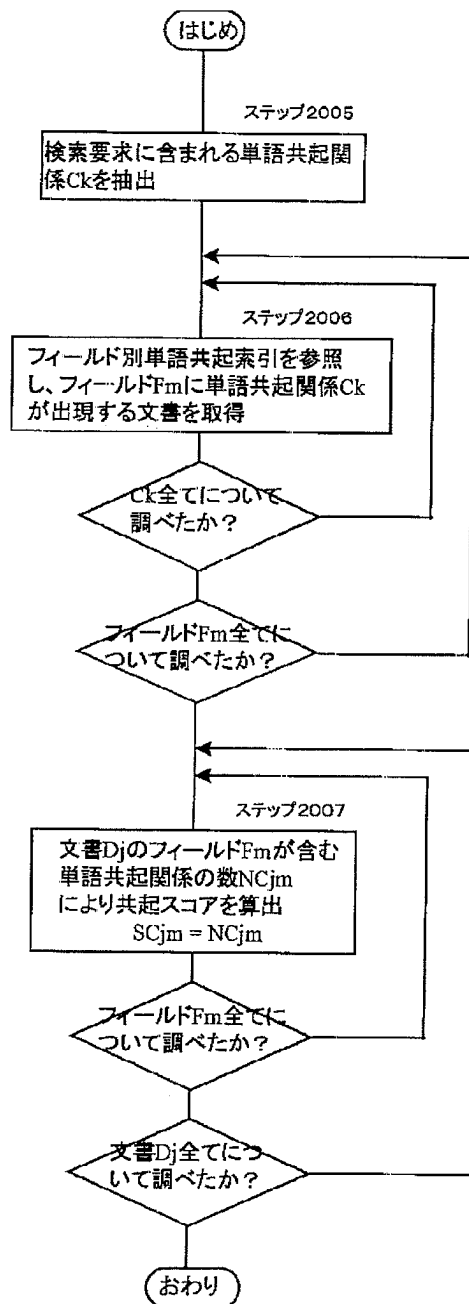 はじめ
ステップ2005
検索要求に含まれる単語共起関
係Ckを抽出
ステップ2006
フィールド別単語共起索引を参照
し、フィールドFmに単語共起関係Ck
が出現する文書を取得
Ck全てについて
調べたか？
フィールドFm全てに
ついて調べたか？
ステップ2007
文書DjのフィールドFmが含む
単語共起関係の数NCjm
により共起スコアを算出
SCjm = NCjm
フィールドFm全てに
ついて調べたか？
文書Dj全てにつ
いて調べたか？
おわり